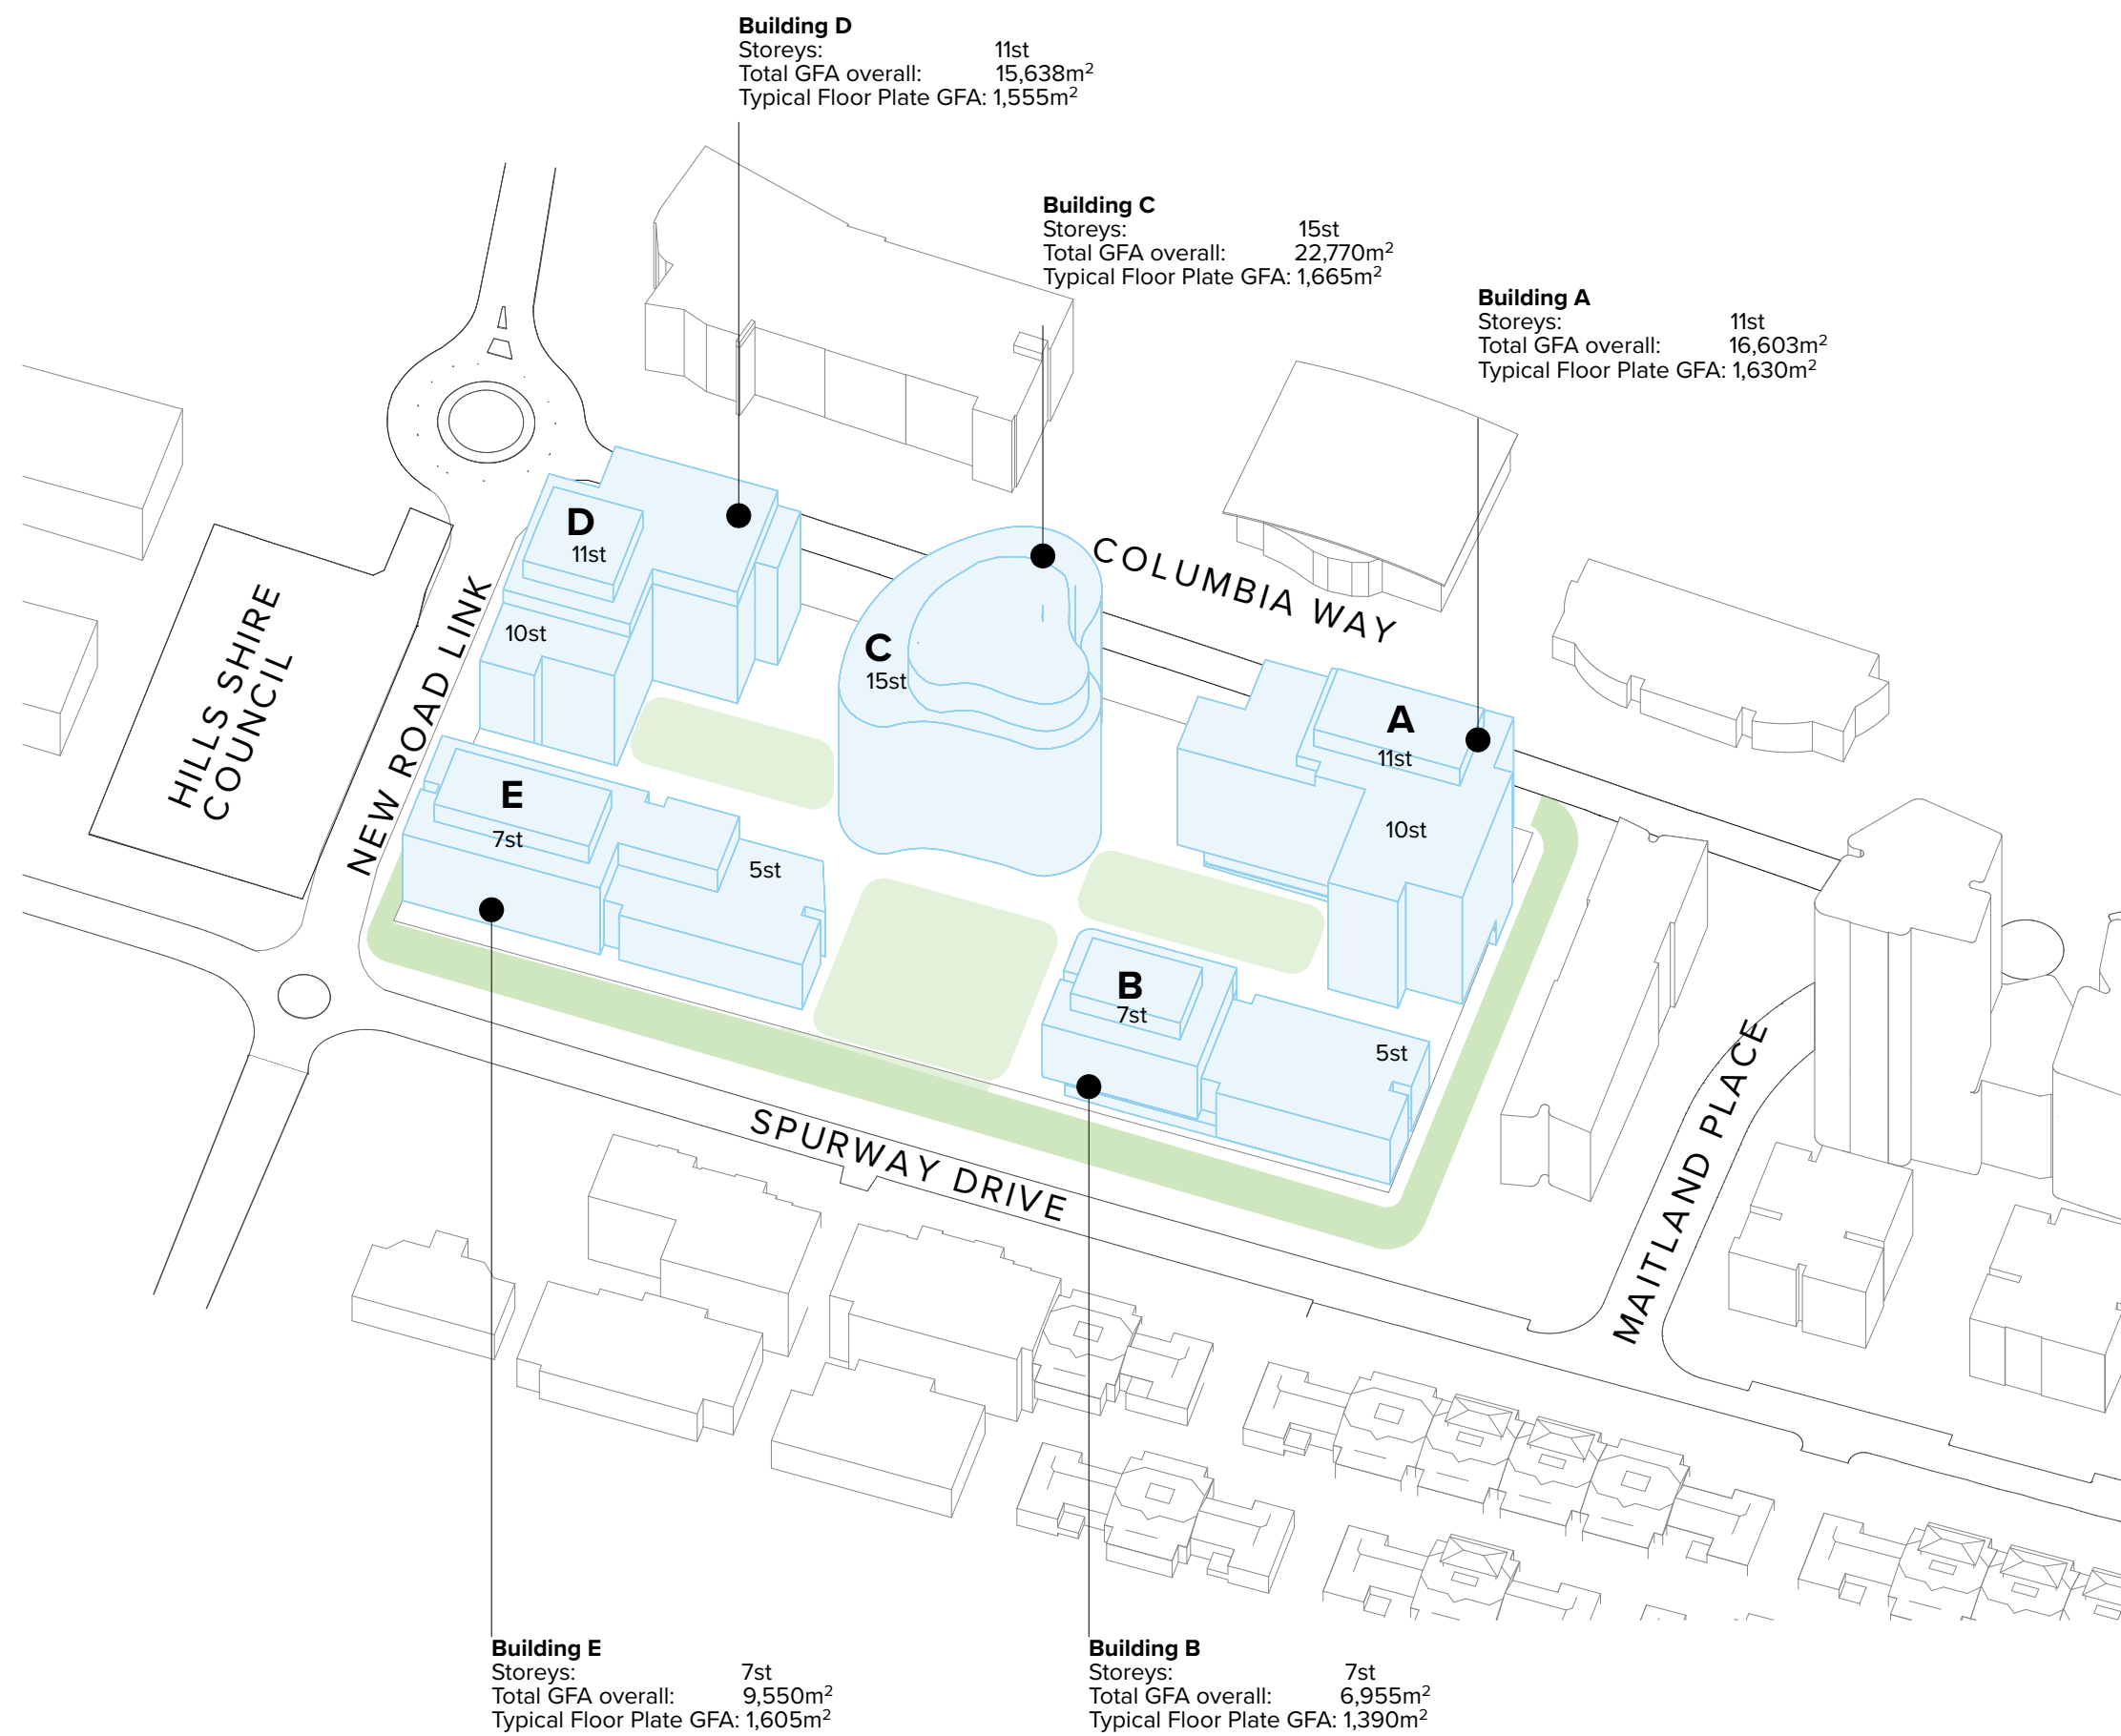 Building D
Storeys: 11st
Total GFA overall: 15,638m²
Typical Floor Plate GFA: 1,555m²
Building C
Storeys: 15st
Total GFA overall: 22,770m²
Typical Floor Plate GFA: 1,665m²
Building A
Storeys: 11st
Total GFA overall: 16,603m²
Typical Floor Plate GFA: 1,630m²
D
11st
10st
COLUMBIA WAY
C
15st
A
11st
10st
HILLS SHIRE
COUNCIL
NEW ROAD LINK
E
7st
5st
B
7st
5st
SPURWAY DRIVE
MAITLAND PLACE
Building E
Storeys: 7st
Total GFA overall: 9,550m²
Typical Floor Plate GFA: 1,605m²
Building B
Storeys: 7st
Total GFA overall: 6,955m²
Typical Floor Plate GFA: 1,390m²